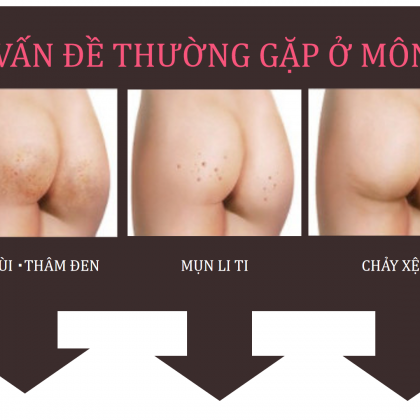 VẤN ĐỀ THƯỜNG GẶP Ở MÔN
ÙI • THÂM ĐEN
MỤN LI TI
CHẢY XỆ